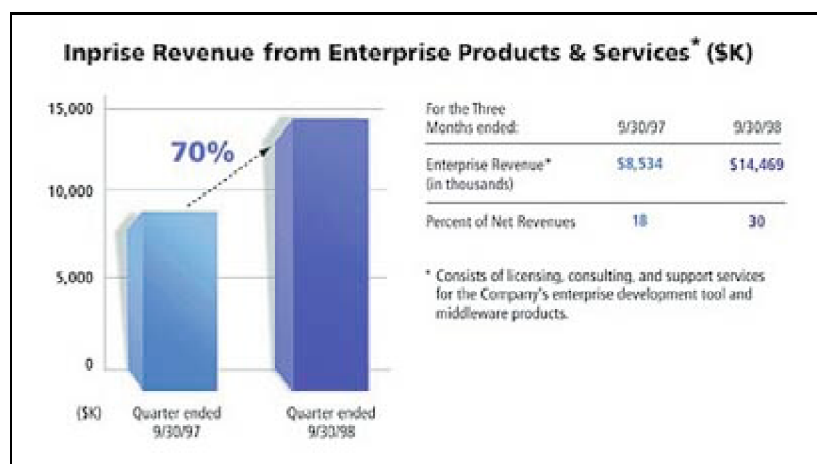 Inprise Revenue from Enterprise Products & Services* ($K)
15,000
10,000
5,000
0
70%
($K)
Quarter ended
9/30/97
Quarter ended
9/30/98
For the Three
Months ended: 9/30/97 9/30/98
Enterprise Revenue* $8,534 $14,469
(in thousands)
Percent of Net Revenues 18 30
* Consists of licensing, consulting, and support services
for the Company's enterprise development tool and
middleware products.